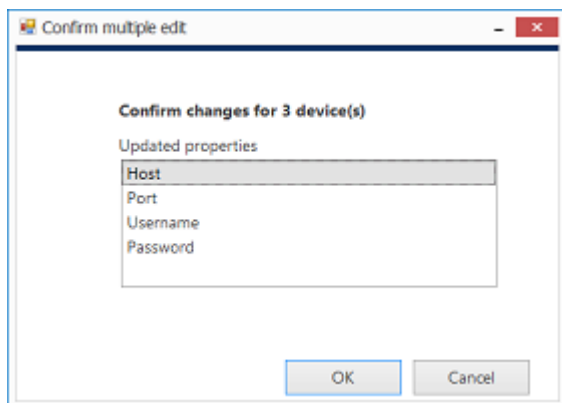 Confirm multiple edit
Confirm changes for 3 device(s)
Updated properties
Host
Port
Username
Password
OK
Cancel